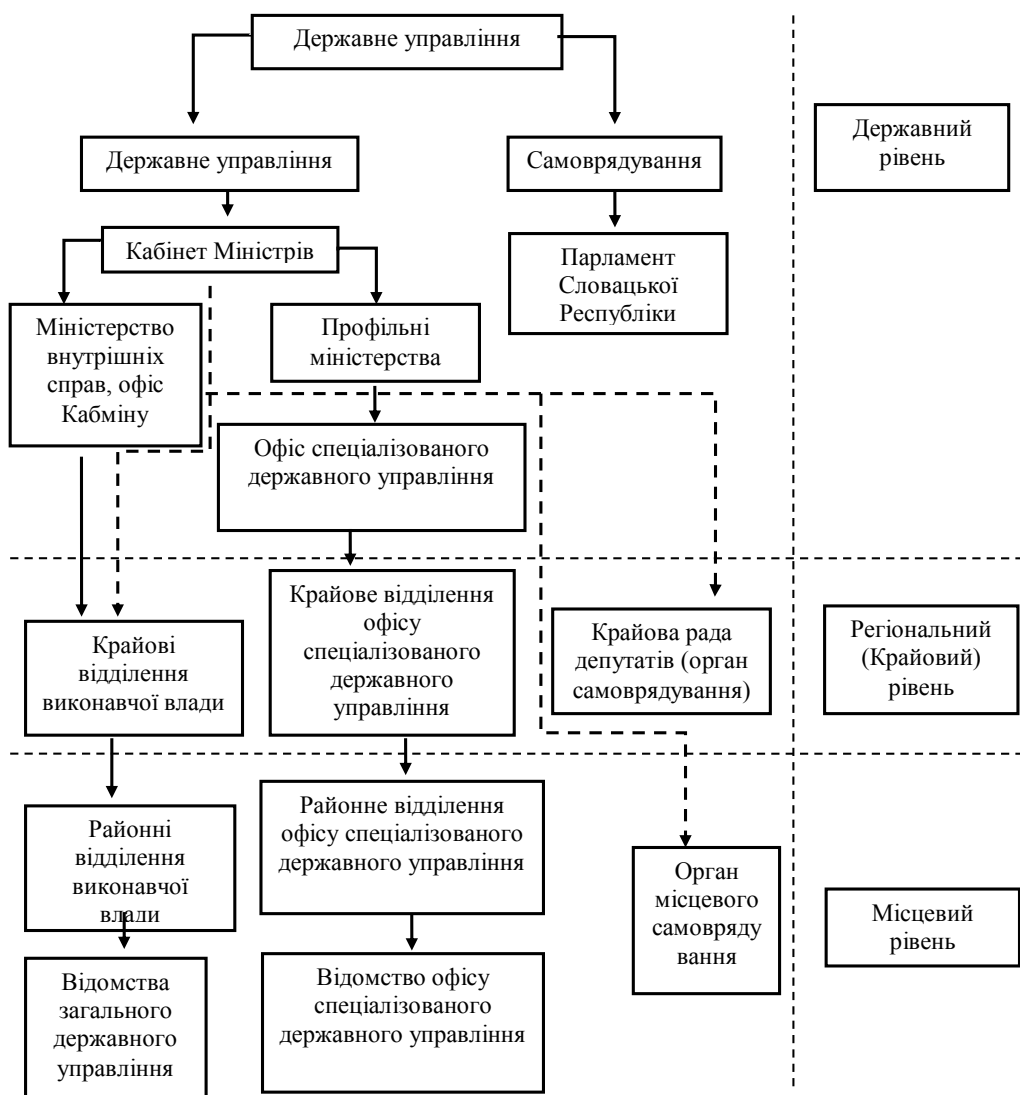 Державне управління
Державний
рівень
Державне управління
Самоврядування
Кабінет Міністрів
Парламент
Словацької
Республіки
Міністерство
внутрішніх
справ, офіс
Кабміну
Профільні
міністерства
Офіс спеціалізованого
державного управління
Крайові
відділення
виконавчої влади
Крайове відділення
офісу
спеціалізованого
державного
управління
Крайова рада
депутатів (орган
самоврядування)
Регіональний
(Крайовий)
рівень
Районні
відділення
виконавчої
влади
Районне відділення
офісу спеціалізованого
державного управління
Орган
місцевого
самовряду
вання
Місцевий
рівень
Відомства
загального
державного
управління
Відомство офісу
спеціалізованого
державного управління